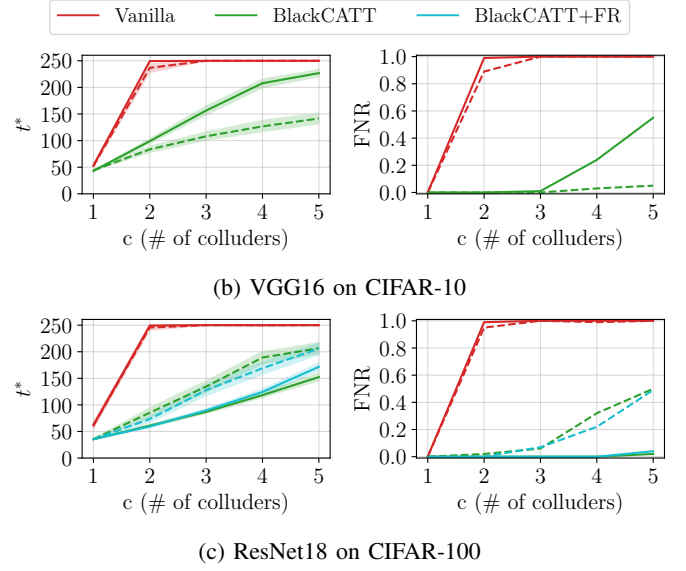 Vanilla BlackCATT BlackCATT+FR
250
200
150
100
50
0
t*
1 2 3 4 5
c (# of colluders)
1.0
0.8
0.6
0.4
0.2
0.0
FNR
1 2 3 4 5
c (# of colluders)
(b) VGG16 on CIFAR-10
250
200
150
100
50
0
t*
1 2 3 4 5
c (# of colluders)
1.0
0.8
0.6
0.4
0.2
0.0
FNR
1 2 3 4 5
c (# of colluders)
(c) ResNet18 on CIFAR-100